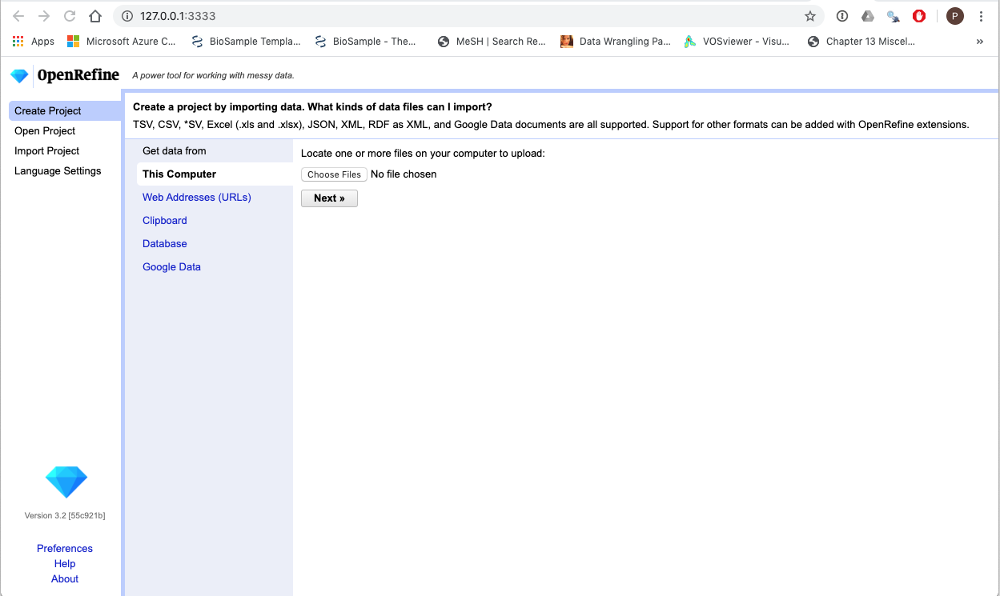 127.0.0.1:3333
P
Apps
Microsoft Azure C...
BioSample Templa...
BioSample - The...
MeSH | Search Re...
Data Wrangling Pa...
VOSviewer - Visu...
Chapter 13 Miscel...
»
OpenRefine
A power tool for working with messy data.
Create Project
Open Project
Import Project
Language Settings
Create a project by importing data. What kinds of data files can I import?
TSV, CSV, *SV, Excel (.xls and .xlsx), JSON, XML, RDF as XML, and Google Data documents are all supported. Support for other formats can be added with OpenRefine extensions.
Get data from
This Computer
Web Addresses (URLs)
Clipboard
Database
Google Data
Locate one or more files on your computer to upload:
Choose Files No file chosen
Next »
Version 3.2 [55c921b]
Preferences
Help
About